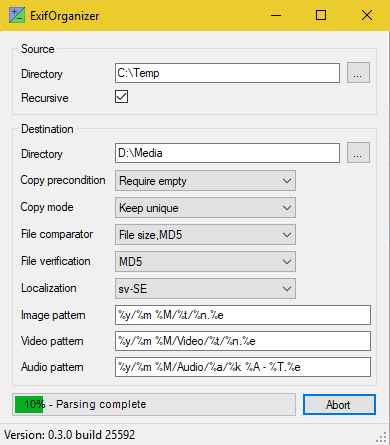 ExifOrganizer
Source
Directory C:\Temp ...
Recursive
Destination
Directory D:\Media ...
Copy precondition Require empty
Copy mode Keep unique
File comparator File size,MD5
File verification MD5
Localization sv-SE
Image pattern %y/%m %M/%t/%n.%e
Video pattern %y/%m %M/Video/%t/%n.%e
Audio pattern %y/%m %M/Audio/%a/%k %A - %T.%e
10% - Parsing complete Abort
Version: 0.3.0 build 25592